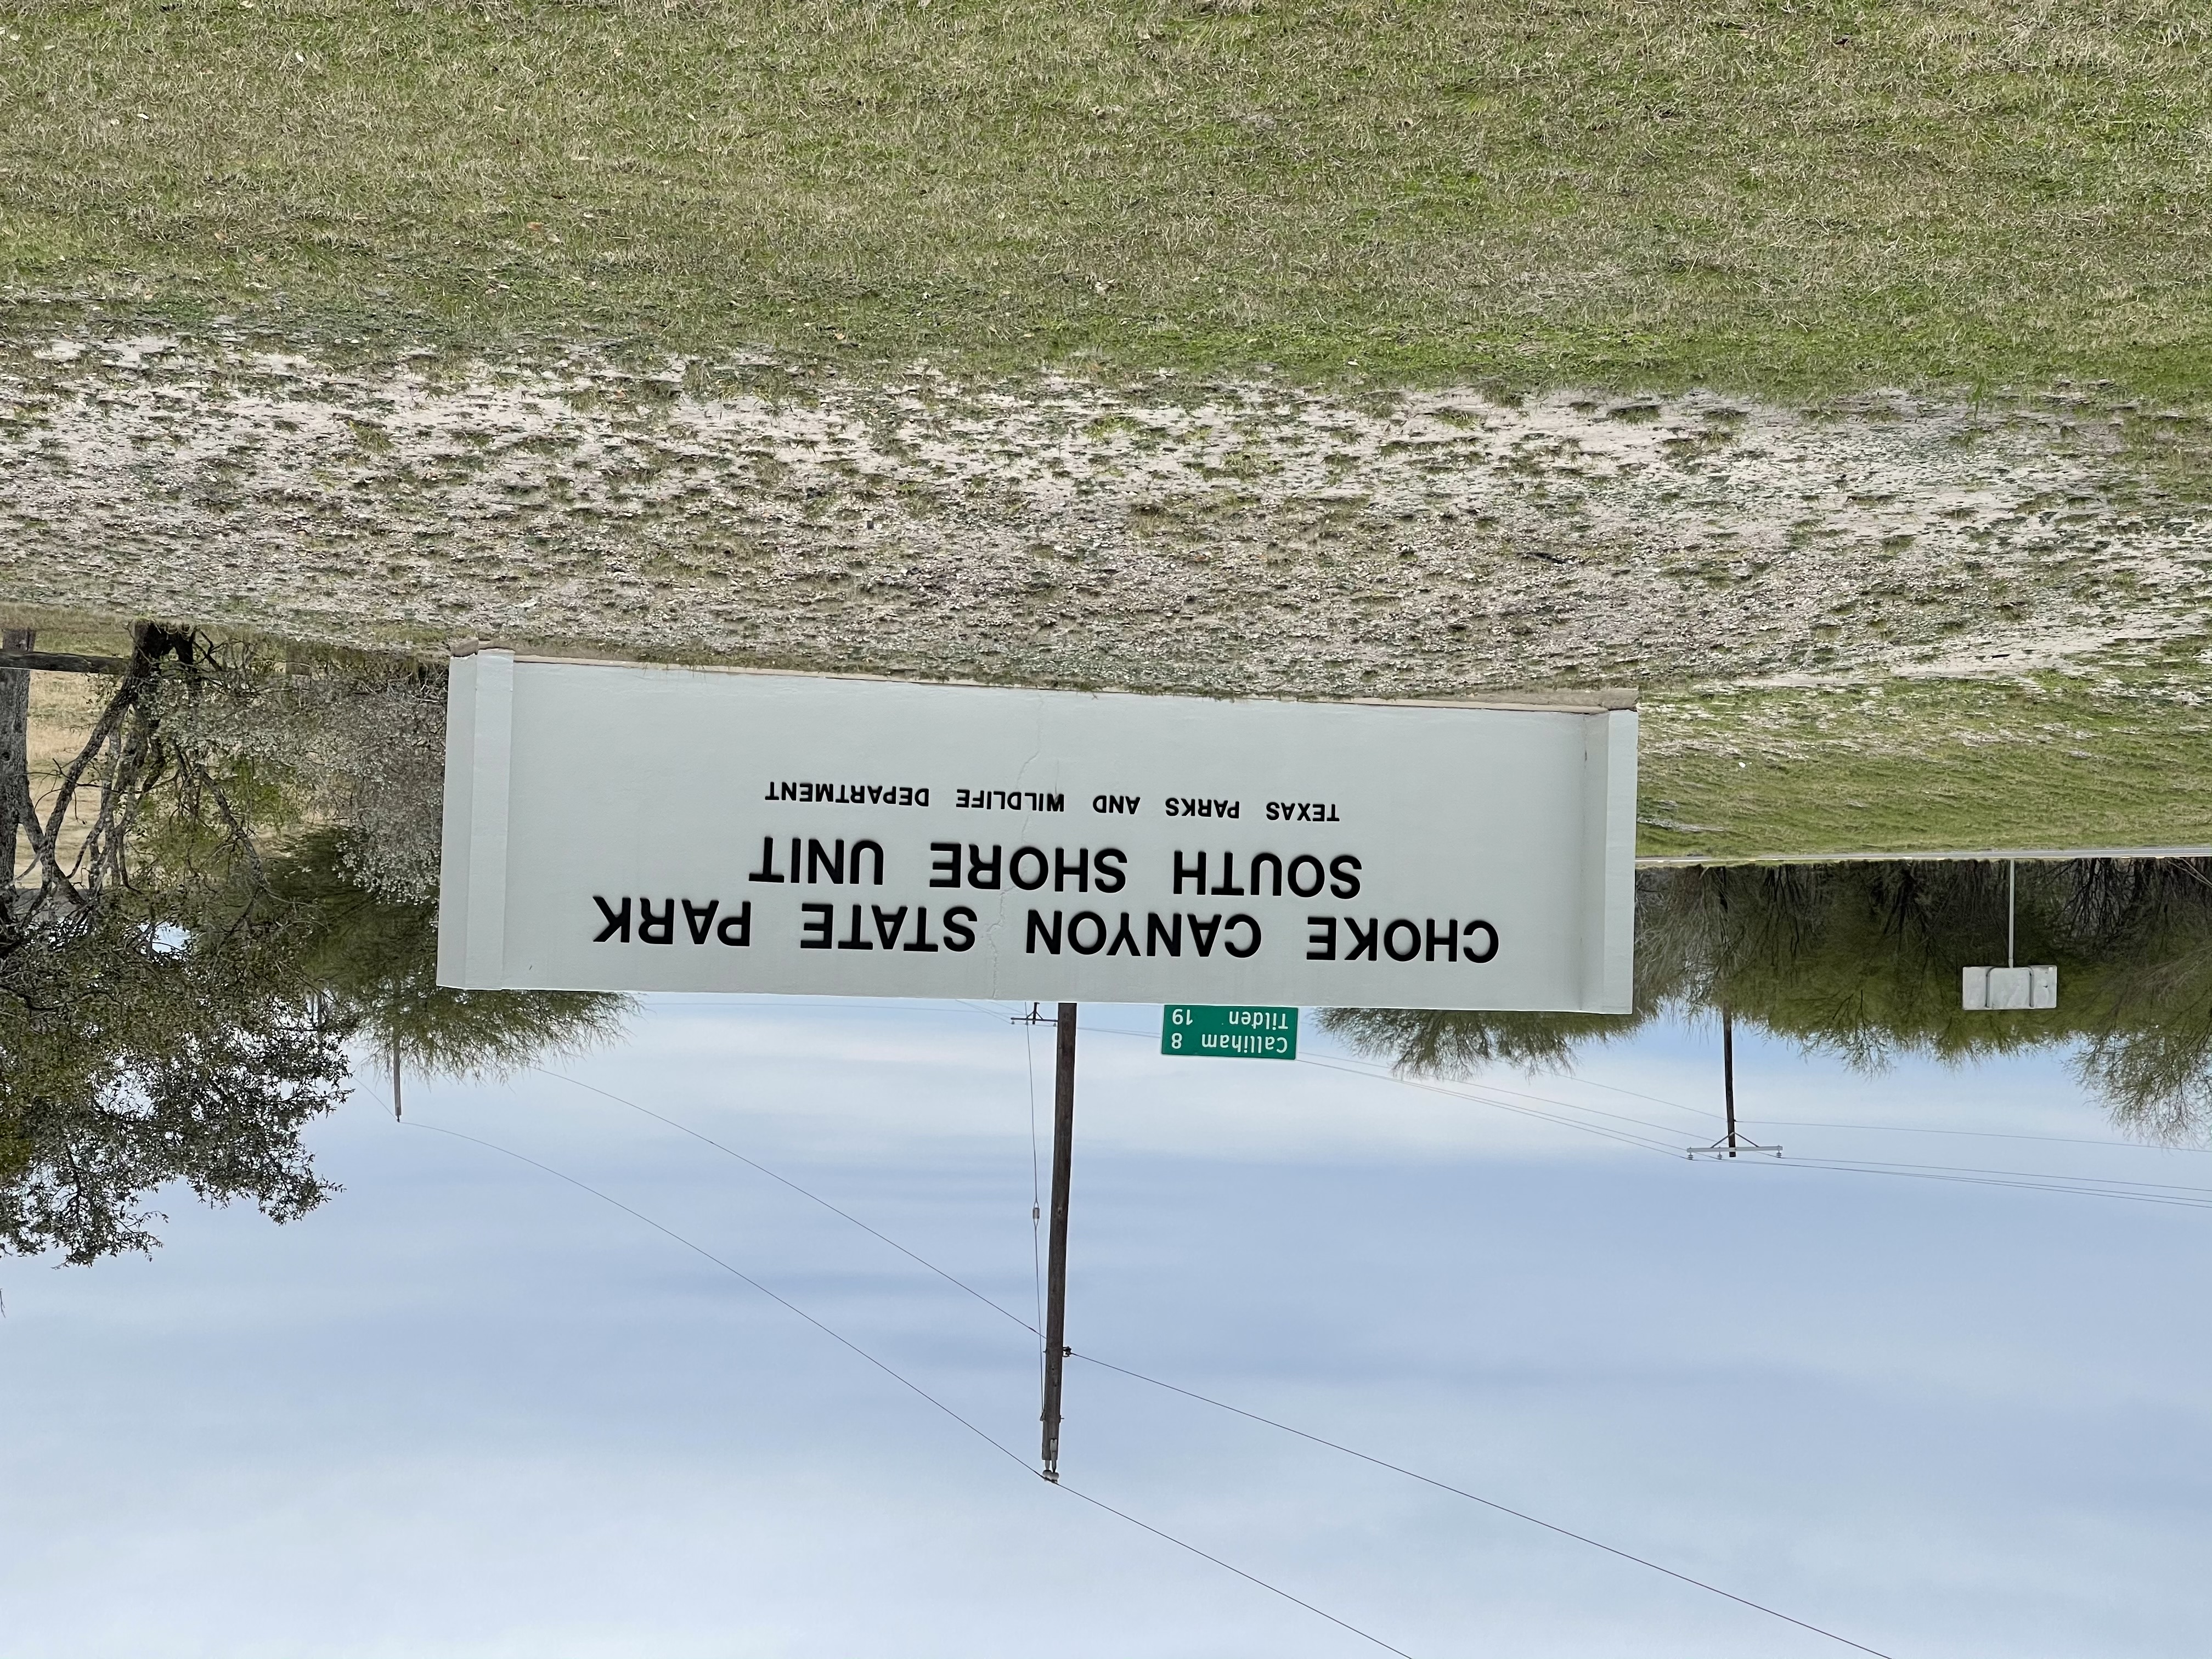 CHOKE CANYON STATE PARK
SOUTH SHORE UNIT
TEXAS PARKS AND WILDLIFE DEPARTMENT
Calliham 8
Tilden 19